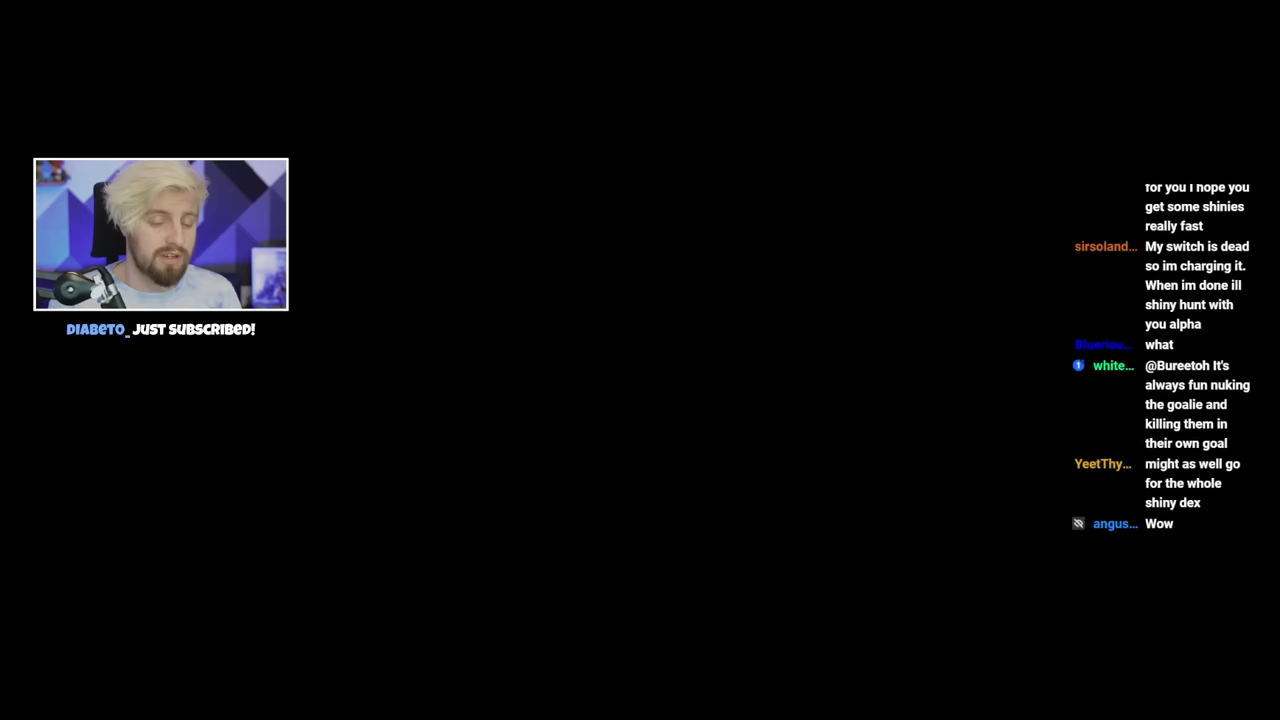 DIABETO_ JUST SUBSCRIBED!
for you I hope you
get some shinies
really fast
sirsoland… My switch is dead
so im charging it.
When im done ill
shiny hunt with
you alpha
what
1 white… @Bureetoh It's
always fun nuking
the goalie and
killing them in
their own goal
YeetThy… might as well go
for the whole
shiny dex
angus… Wow